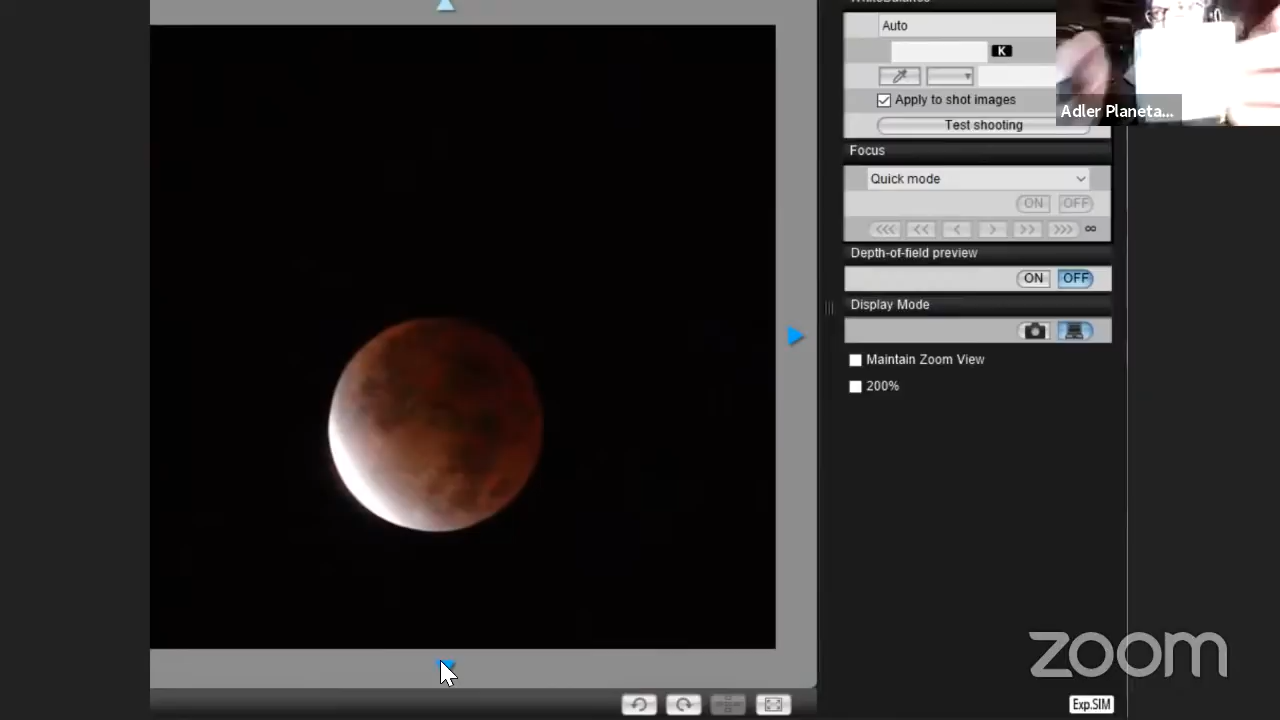 WhiteBalance
Auto
K
Apply to shot images
Adler Planeta...
Test shooting
Focus
Quick mode
ON OFF
<<< << < > >> >>> ∞
Depth-of-field preview
ON OFF
Display Mode
Maintain Zoom View
200%
zoom
Exp.SIM